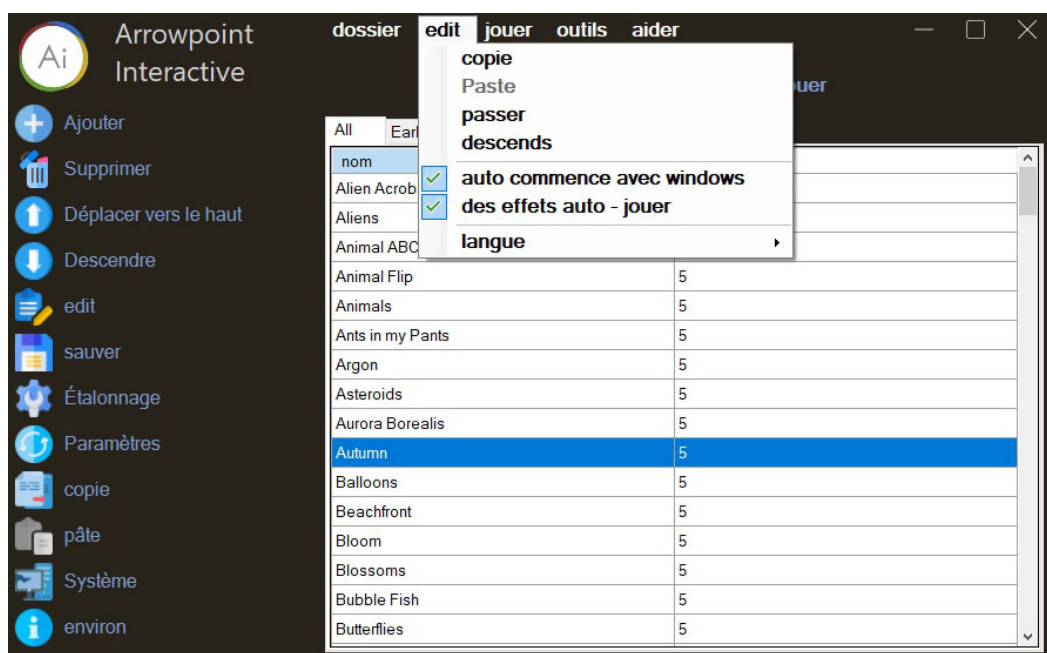 Ai
Arrowpoint
Interactive
dossier edit jouer outils aider
copie
Paste
passer
descends
auto commence avec windows
des effets auto - jouer
langue
uer
Ajouter
Supprimer
Déplacer vers le haut
Descendre
edit
sauver
Étalonnage
Paramètres
copie
pâte
Système
environ
All Earl
nom
Alien Acrob
Aliens
Animal ABC
Animal Flip 5
Animals 5
Ants in my Pants 5
Argon 5
Asteroids 5
Aurora Borealis 5
Autumn 5
Balloons 5
Beachfront 5
Bloom 5
Blossoms 5
Bubble Fish 5
Butterflies 5